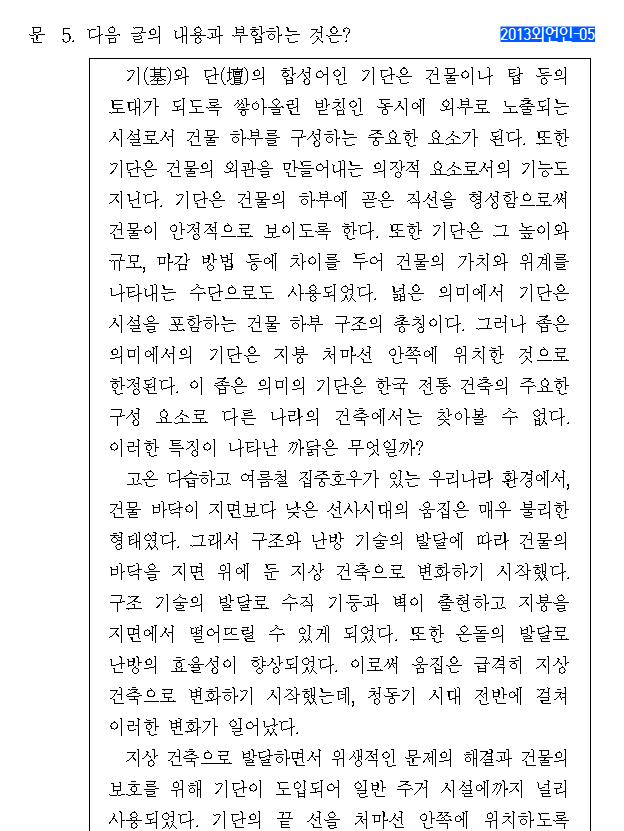 문 5. 다음 글의 내용과 부합하는 것은?
2013외언인-05
기(基)와 단(壇)의 합성어인 기단은 건물이나 탑 등의
토대가 되도록 쌓아올린 받침인 동시에 외부로 노출되는
시설로서 건물 하부를 구성하는 중요한 요소가 된다. 또한
기단은 건물의 외관을 만들어내는 의장적 요소로서의 기능도
지닌다. 기단은 건물의 하부에 곧은 직선을 형성함으로써
건물이 안정적으로 보이도록 한다. 또한 기단은 그 높이와
규모, 마감 방법 등에 차이를 두어 건물의 가치와 위계를
나타내는 수단으로도 사용되었다. 넓은 의미에서 기단은
시설을 포함하는 건물 하부 구조의 총칭이다. 그러나 좁은
의미에서의 기단은 지붕 처마선 안쪽에 위치한 것으로
한정된다. 이 좁은 의미의 기단은 한국 전통 건축의 주요한
구성 요소로 다른 나라의 건축에서는 찾아볼 수 없다.
이러한 특징이 나타난 까닭은 무엇일까?
고온 다습하고 여름철 집중호우가 있는 우리나라 환경에서,
건물 바닥이 지면보다 낮은 선사시대의 움집은 매우 불리한
형태였다. 그래서 구조와 난방 기술의 발달에 따라 건물의
바닥을 지면 위에 둔 지상 건축으로 변화하기 시작했다.
구조 기술의 발달로 수직 기둥과 벽이 출현하고 지붕을
지면에서 떨어뜨릴 수 있게 되었다. 또한 온돌의 발달로
난방의 효율성이 향상되었다. 이로써 움집은 급격히 지상
건축으로 변화하기 시작했는데, 청동기 시대 전반에 걸쳐
이러한 변화가 일어났다.
지상 건축으로 발달하면서 위생적인 문제의 해결과 건물의
보호를 위해 기단이 도입되어 일반 주거 시설에까지 널리
사용되었다. 기단의 끝 선을 처마선 안쪽에 위치하도록